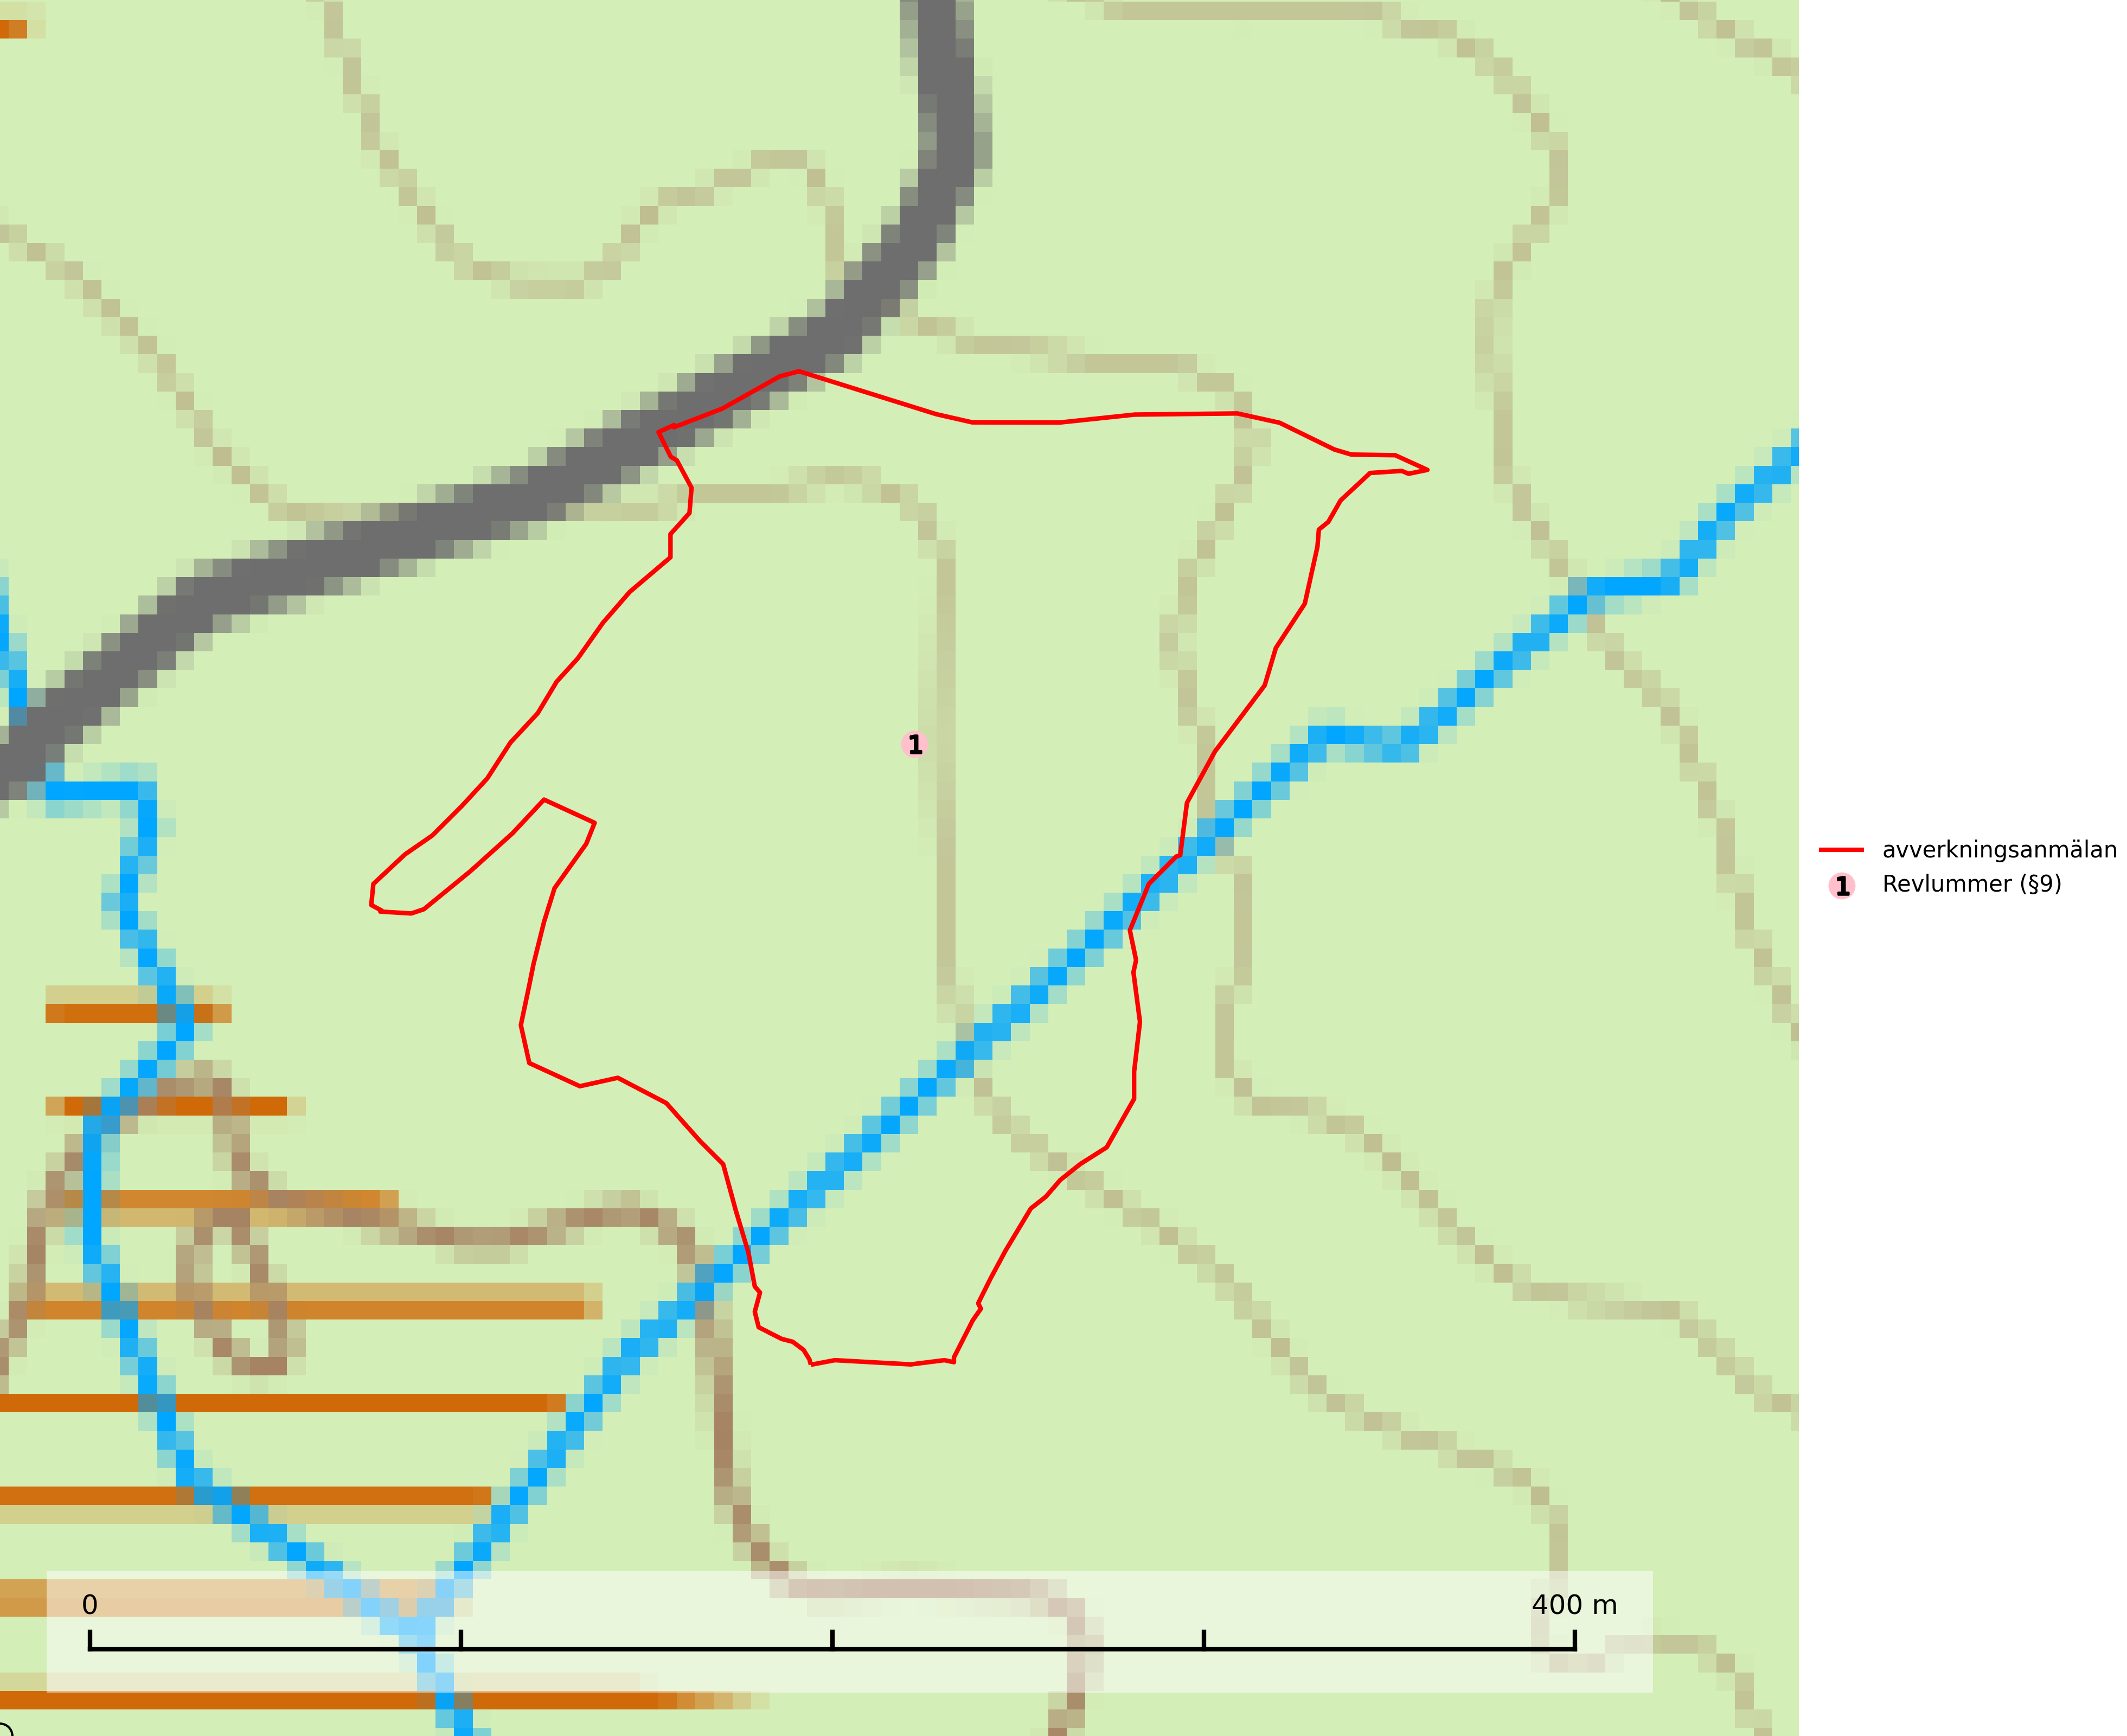 1
avverkningsanmälan
1 Revlummer (§9)
0 400 m